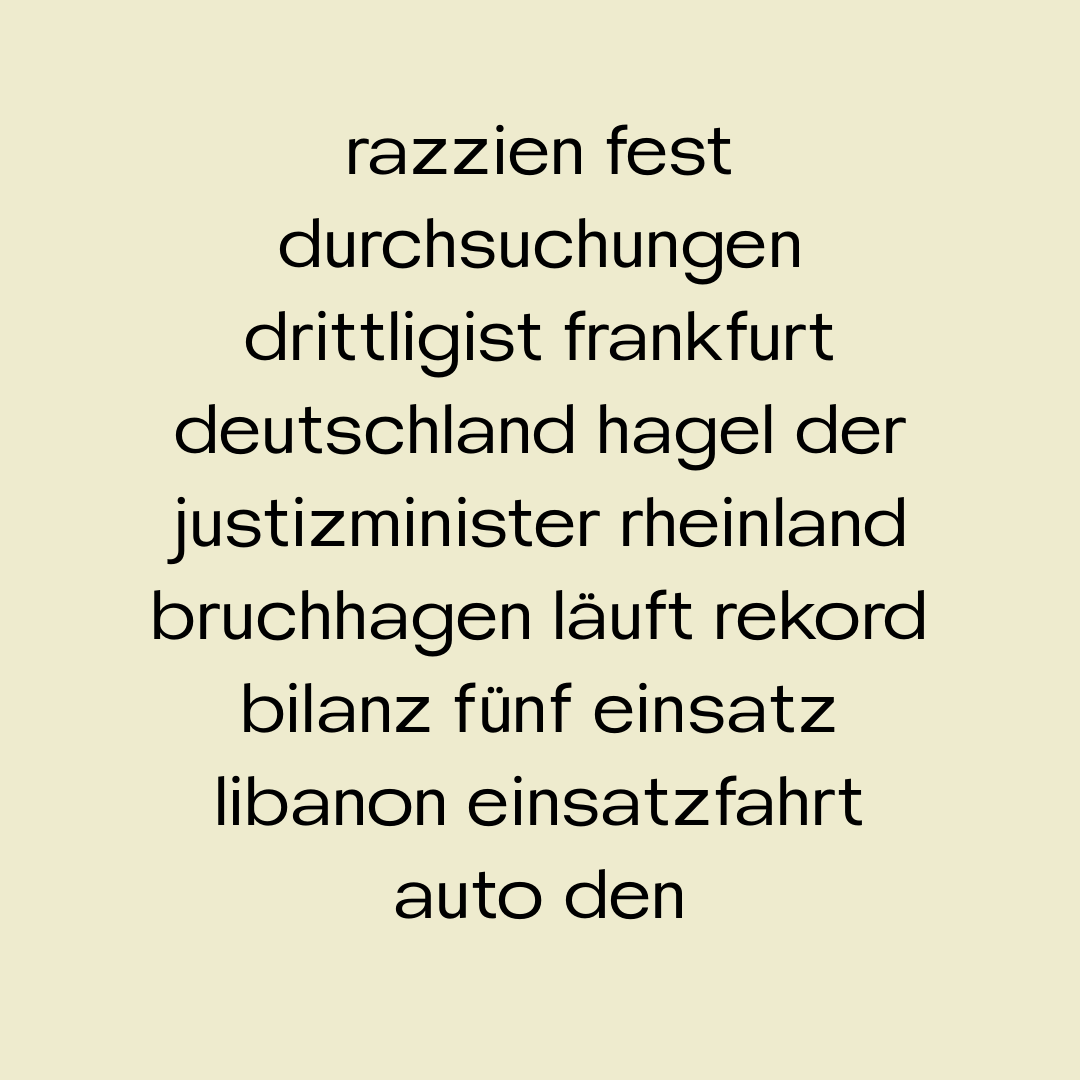 razzien fest
durchsuchungen
drittligist frankfurt
deutschland hagel der
justizminister rheinland
bruchhagen läuft rekord
bilanz fünf einsatz
libanon einsatzfahrt
auto den